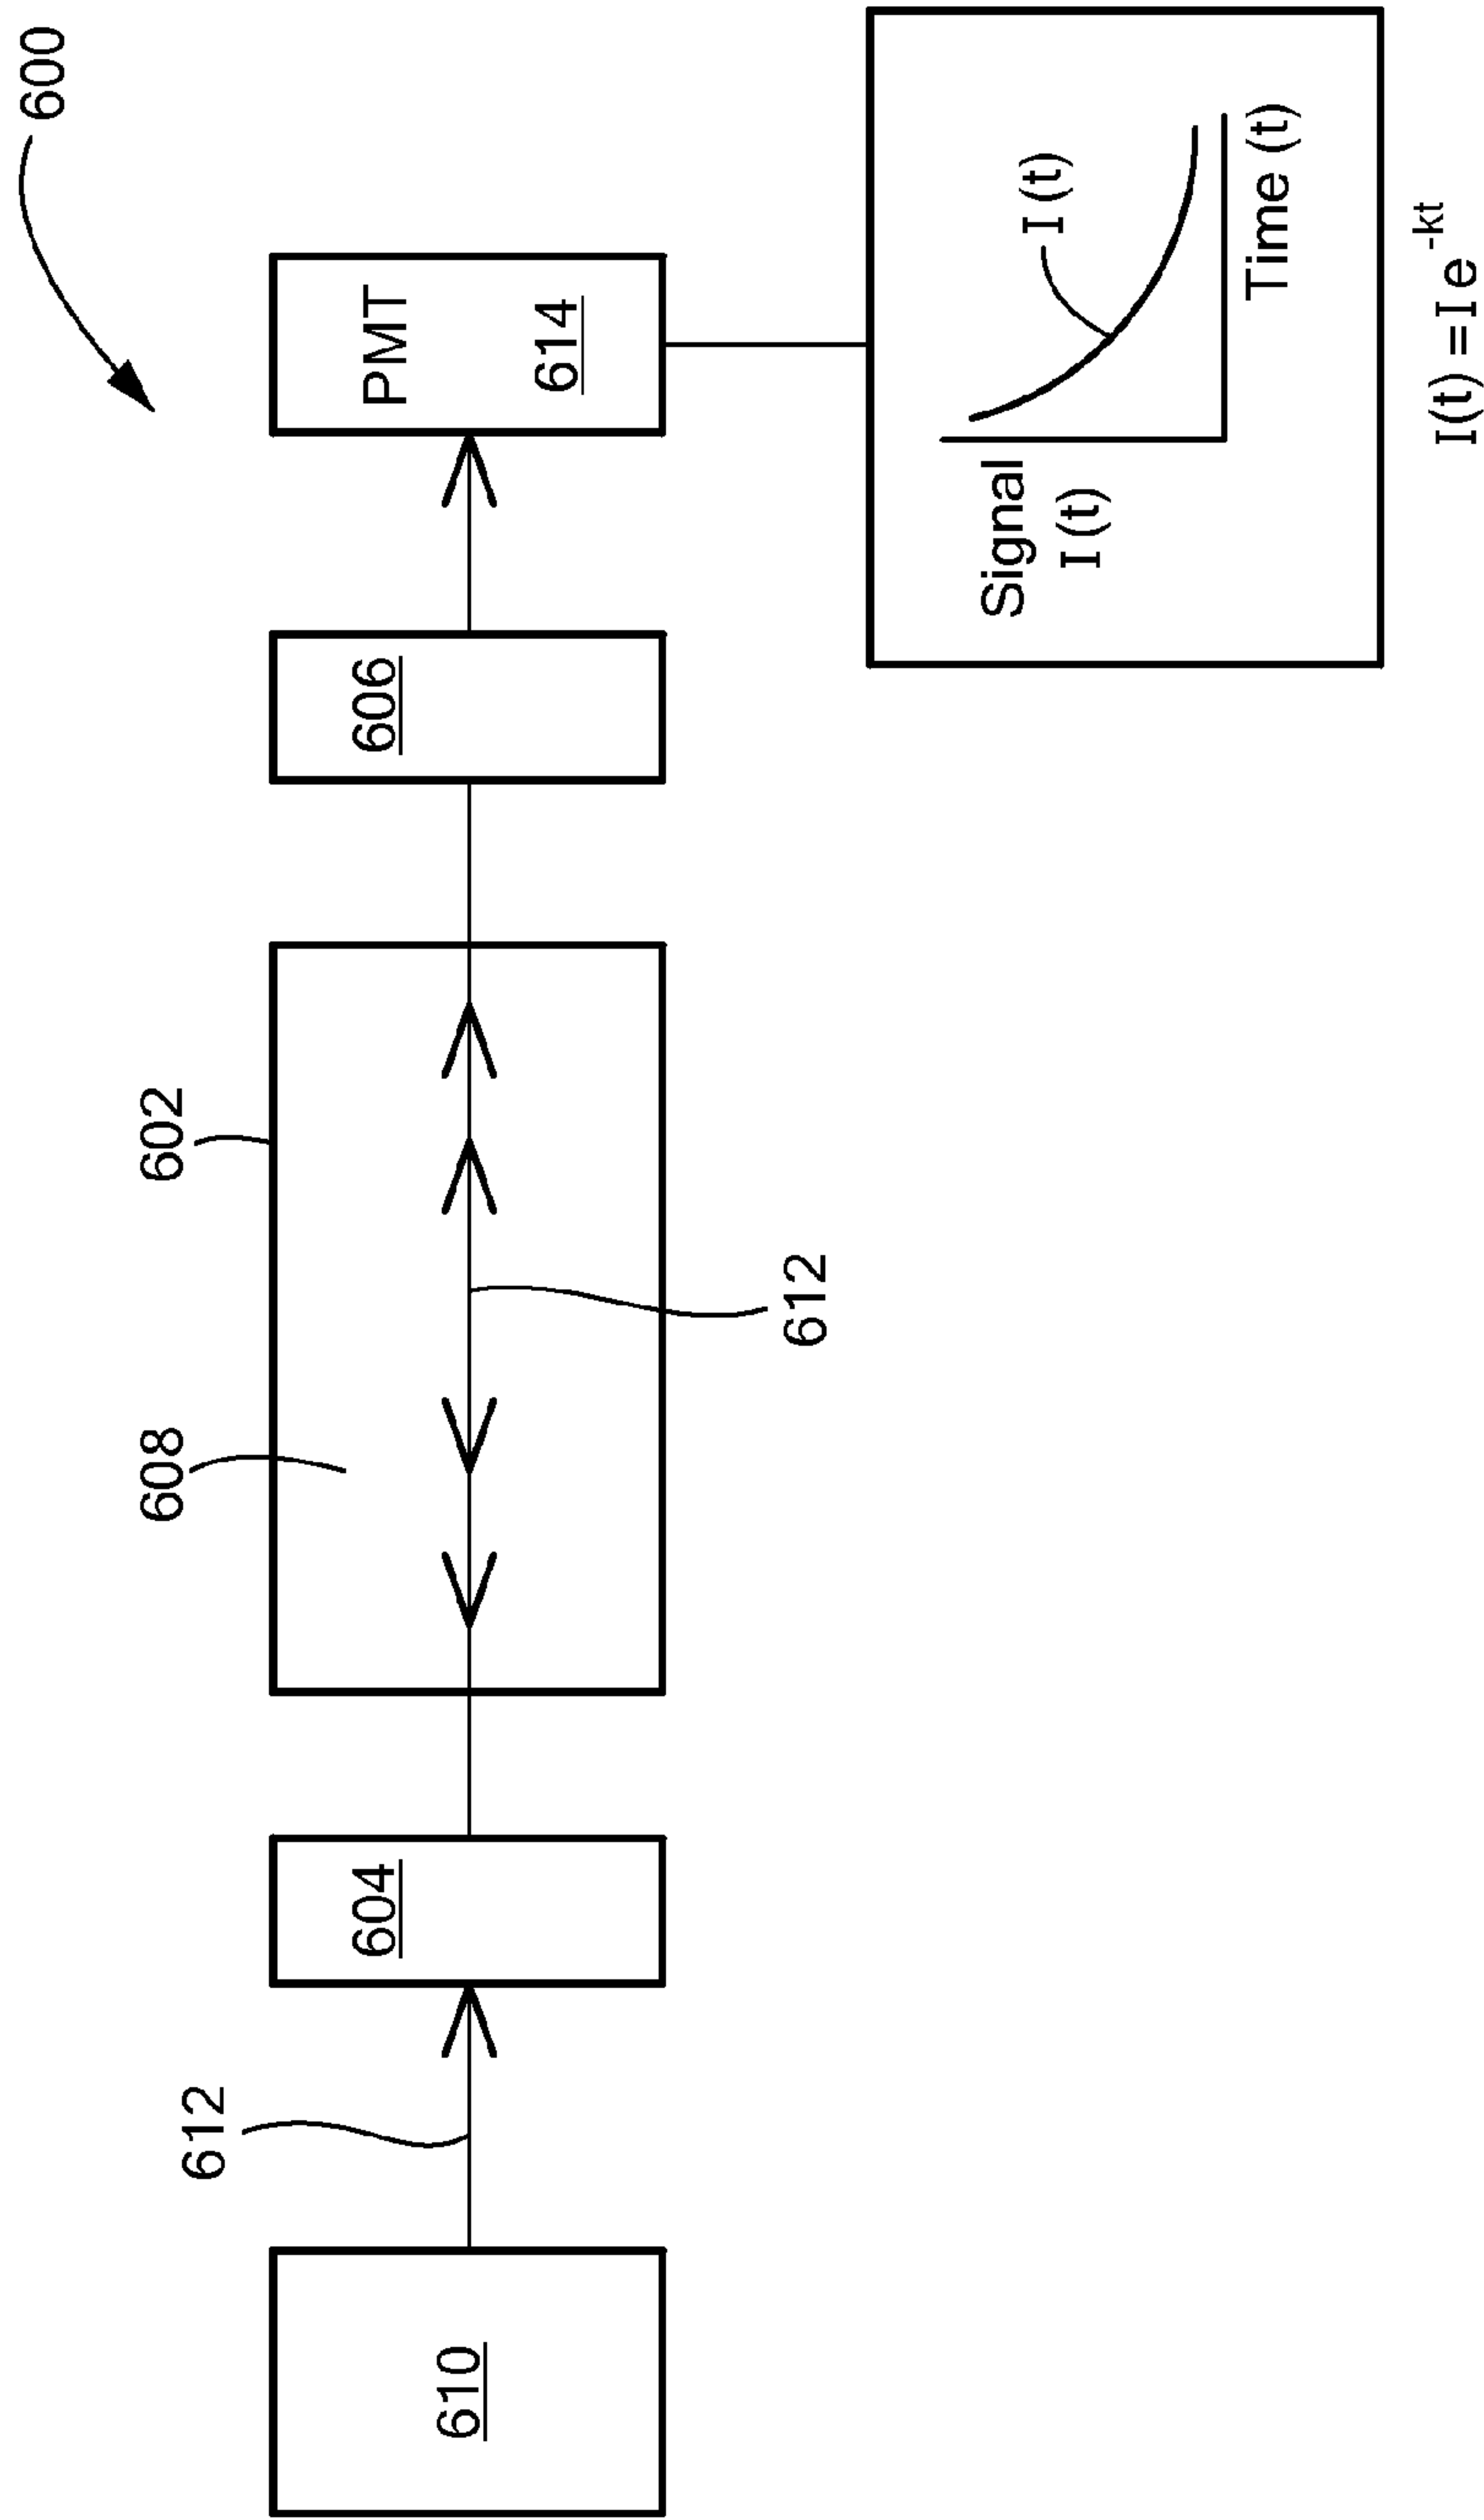 600
602
608
612
612
610
604
606
PMT
614
Signal
I(t)
I(t)
Time (t)
I(t) = I e^-kt